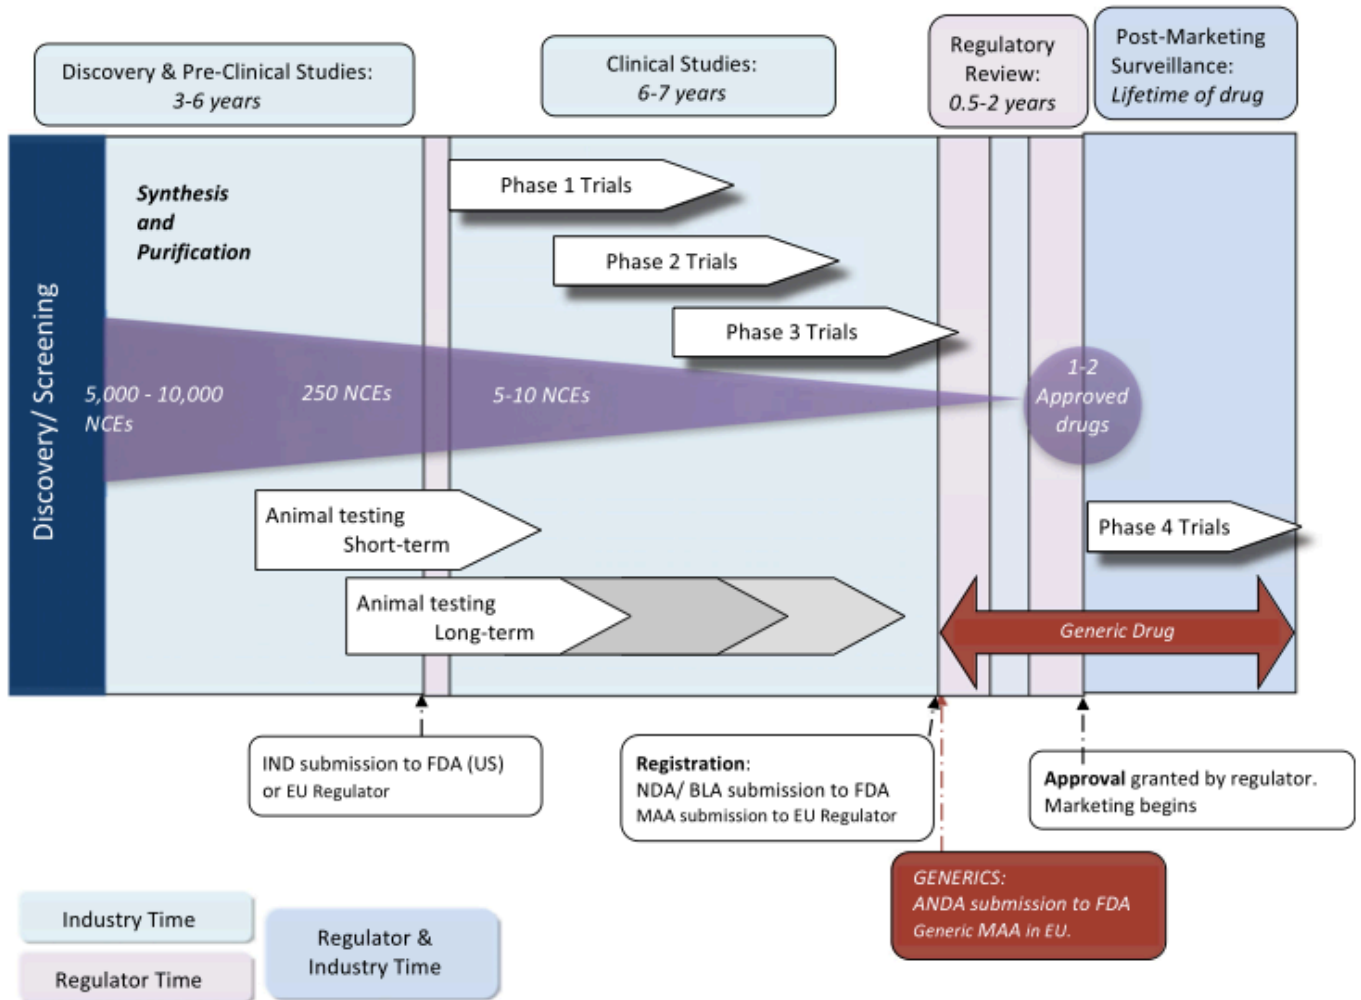 Discovery & Pre-Clinical Studies:
3-6 years
Clinical Studies:
6-7 years
Regulatory
Review:
0.5-2 years
Post-Marketing
Surveillance:
Lifetime of drug
Discovery/ Screening
Synthesis
and
Purification
Phase 1 Trials
Phase 2 Trials
Phase 3 Trials
5,000 - 10,000
NCEs
250 NCEs
5-10 NCEs
1-2
Approved
drugs
Animal testing
Short-term
Animal testing
Long-term
Phase 4 Trials
Generic Drug
IND submission to FDA (US)
or EU Regulator
Registration:
NDA/ BLA submission to FDA
MAA submission to EU Regulator
Approval granted by regulator.
Marketing begins
GENERICS:
ANDA submission to FDA
Generic MAA in EU.
Industry Time
Regulator Time
Regulator &
Industry Time